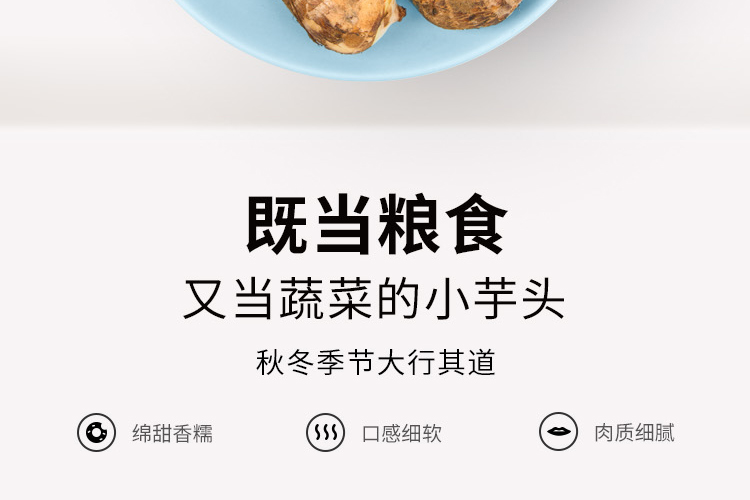 既当粮食
又当蔬菜的小芋头
秋冬季节大行其道
绵甜香糯
口感细软
肉质细腻